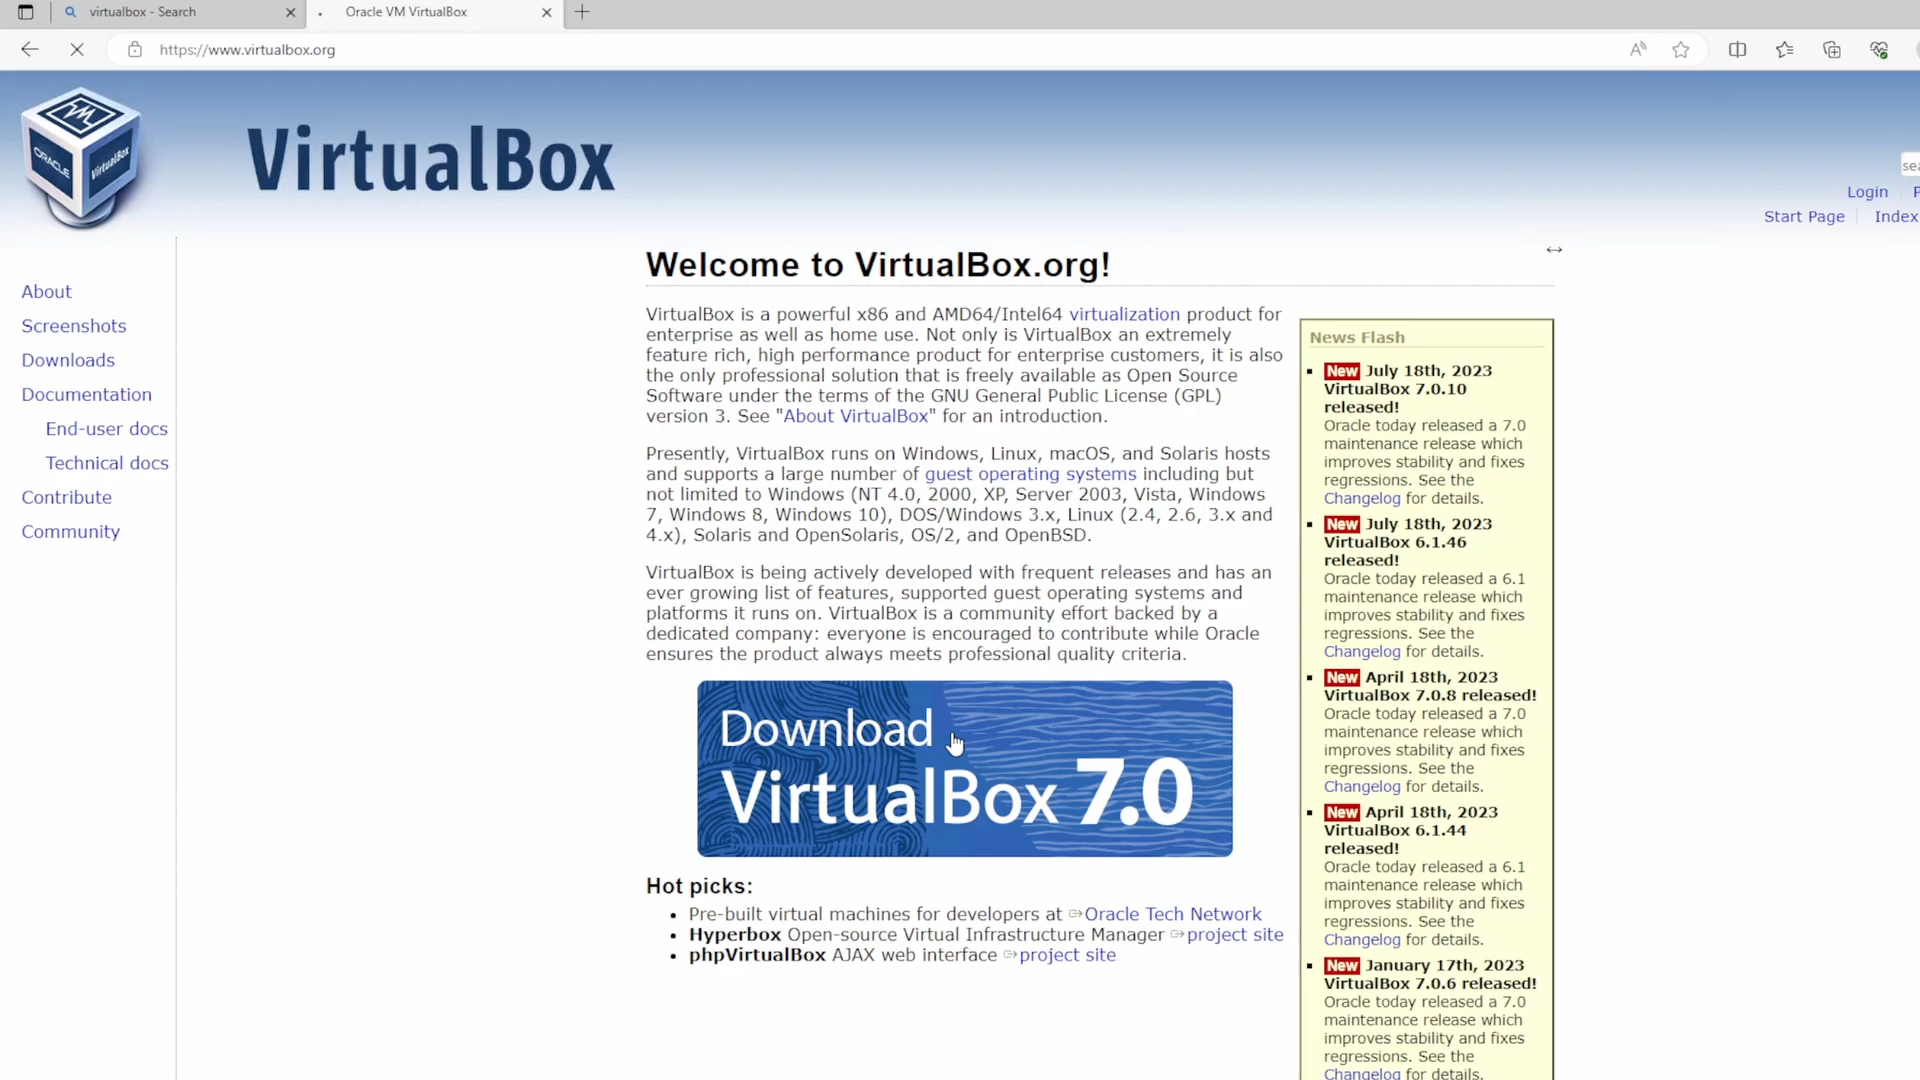 virtualbox - Search
Oracle VM VirtualBox
https://www.virtualbox.org
ORACLE
VirtualBox
VirtualBox
Login
Start Page
Index
About
Screenshots
Downloads
Documentation
End-user docs
Technical docs
Contribute
Community
Welcome to VirtualBox.org!
VirtualBox is a powerful x86 and AMD64/Intel64 virtualization product for
enterprise as well as home use. Not only is VirtualBox an extremely
feature rich, high performance product for enterprise customers, it is also
the only professional solution that is freely available as Open Source
Software under the terms of the GNU General Public License (GPL)
version 3. See "About VirtualBox" for an introduction.
Presently, VirtualBox runs on Windows, Linux, macOS, and Solaris hosts
and supports a large number of guest operating systems including but
not limited to Windows (NT 4.0, 2000, XP, Server 2003, Vista, Windows
7, Windows 8, Windows 10), DOS/Windows 3.x, Linux (2.4, 2.6, 3.x and
4.x), Solaris and OpenSolaris, OS/2, and OpenBSD.
VirtualBox is being actively developed with frequent releases and has an
ever growing list of features, supported guest operating systems and
platforms it runs on. VirtualBox is a community effort backed by a
dedicated company: everyone is encouraged to contribute while Oracle
ensures the product always meets professional quality criteria.
Download
VirtualBox 7.0
Hot picks:
Pre-built virtual machines for developers at Oracle Tech Network
Hyperbox Open-source Virtual Infrastructure Manager project site
phpVirtualBox AJAX web interface project site
News Flash
New July 18th, 2023
VirtualBox 7.0.10
released!
Oracle today released a 7.0
maintenance release which
improves stability and fixes
regressions. See the
Changelog for details.
New July 18th, 2023
VirtualBox 6.1.46
released!
Oracle today released a 6.1
maintenance release which
improves stability and fixes
regressions. See the
Changelog for details.
New April 18th, 2023
VirtualBox 7.0.8 released!
Oracle today released a 7.0
maintenance release which
improves stability and fixes
regressions. See the
Changelog for details.
New April 18th, 2023
VirtualBox 6.1.44
released!
Oracle today released a 6.1
maintenance release which
improves stability and fixes
regressions. See the
Changelog for details.
New January 17th, 2023
VirtualBox 7.0.6 released!
Oracle today released a 7.0
maintenance release which
improves stability and fixes
regressions. See the
Changelog for details.